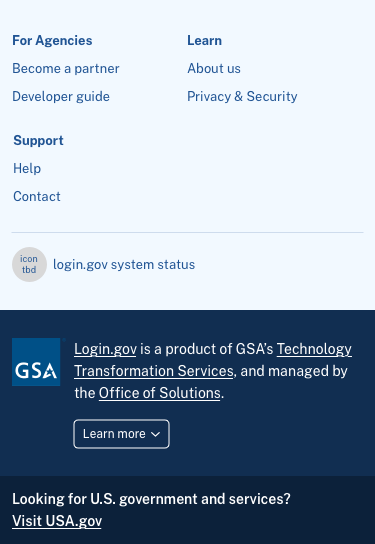 For Agencies
Become a partner
Developer guide
Learn
About us
Privacy & Security
Support
Help
Contact
icon
tbd
login.gov system status
GSA
Login.gov is a product of GSA’s Technology
Transformation Services, and managed by
the Office of Solutions.
Learn more
Looking for U.S. government and services?
Visit USA.gov